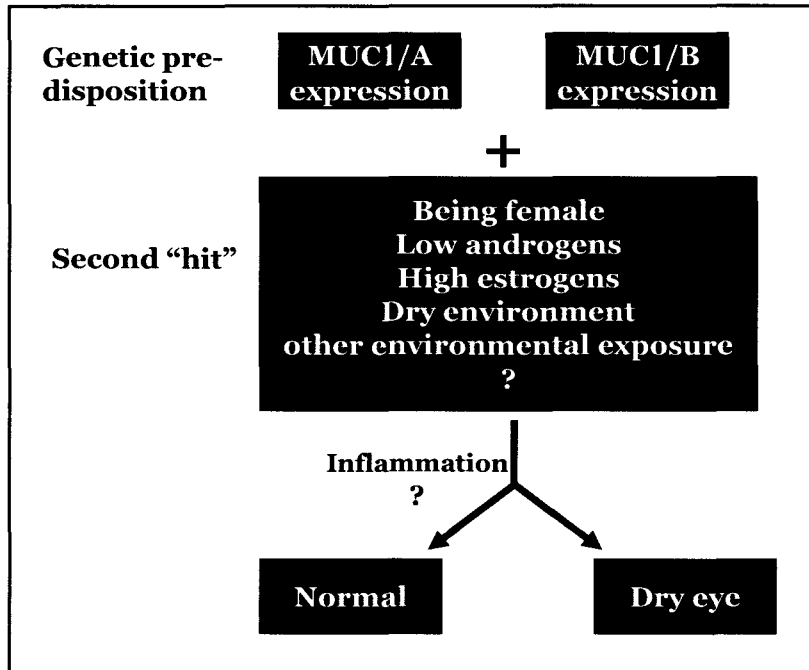 Genetic pre-
disposition
MUC1/A
expression
MUC1/B
expression
+
Second “hit”
Being female
Low androgens
High estrogens
Dry environment
other environmental exposure
?
Inflammation
?
Normal
Dry eye